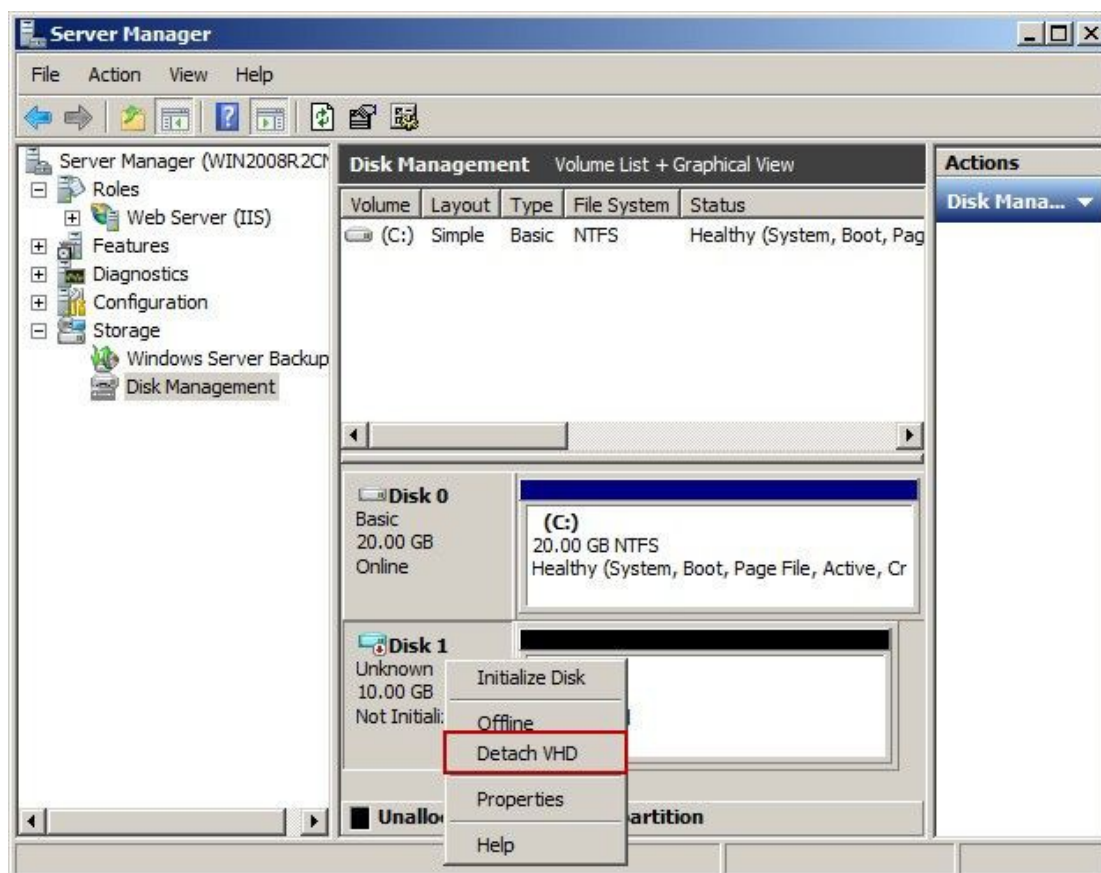 Server Manager
File Action View Help
Server Manager (WIN2008R2CN
Roles
Web Server (IIS)
Features
Diagnostics
Configuration
Storage
Windows Server Backup
Disk Management
Disk Management Volume List + Graphical View
Volume Layout Type File System Status
(C:) Simple Basic NTFS Healthy (System, Boot, Pag
Disk 0
Basic
20.00 GB
Online
(C:)
20.00 GB NTFS
Healthy (System, Boot, Page File, Active, Cr
Disk 1
Unknown
10.00 GB
Not Initiali
Initialize Disk
Offline
Detach VHD
Properties
Help
Unallo
artition
Actions
Disk Mana...